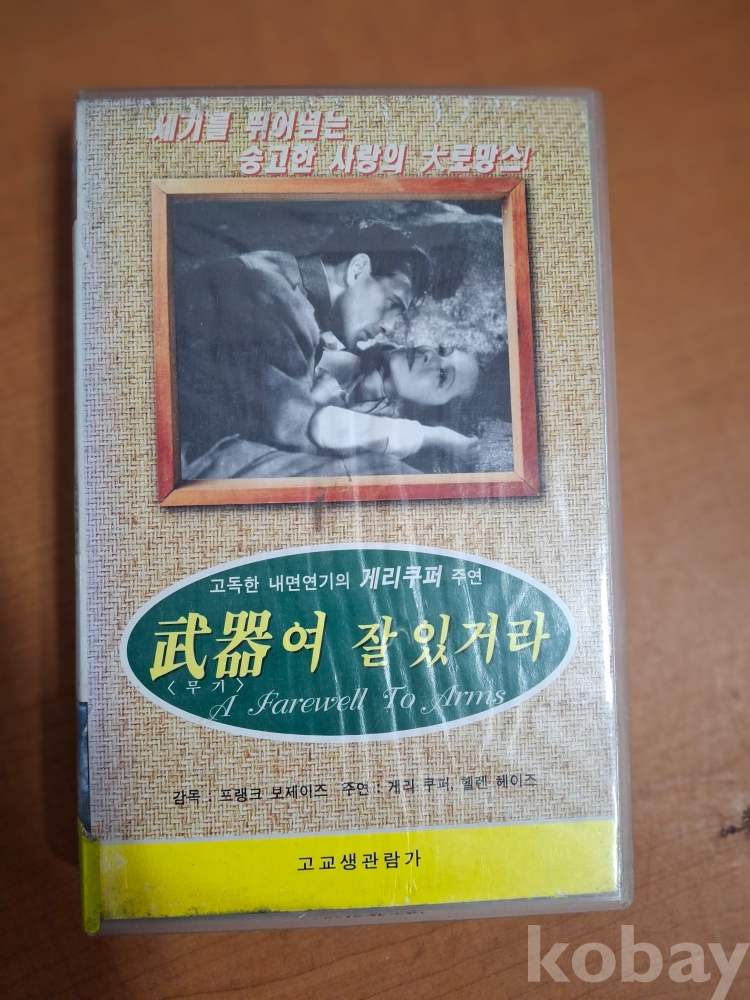 세기를 뛰어넘는
숭고한 사랑의 大로망스!
고독한 내면연기의 게리쿠퍼 주연
武器여 잘 있거라
<무기>
A Farewell To Arms
감독 : 프랭크 보제이즈 주연 : 게리 쿠퍼, 헬렌 헤이즈
고교생관람가
kobay